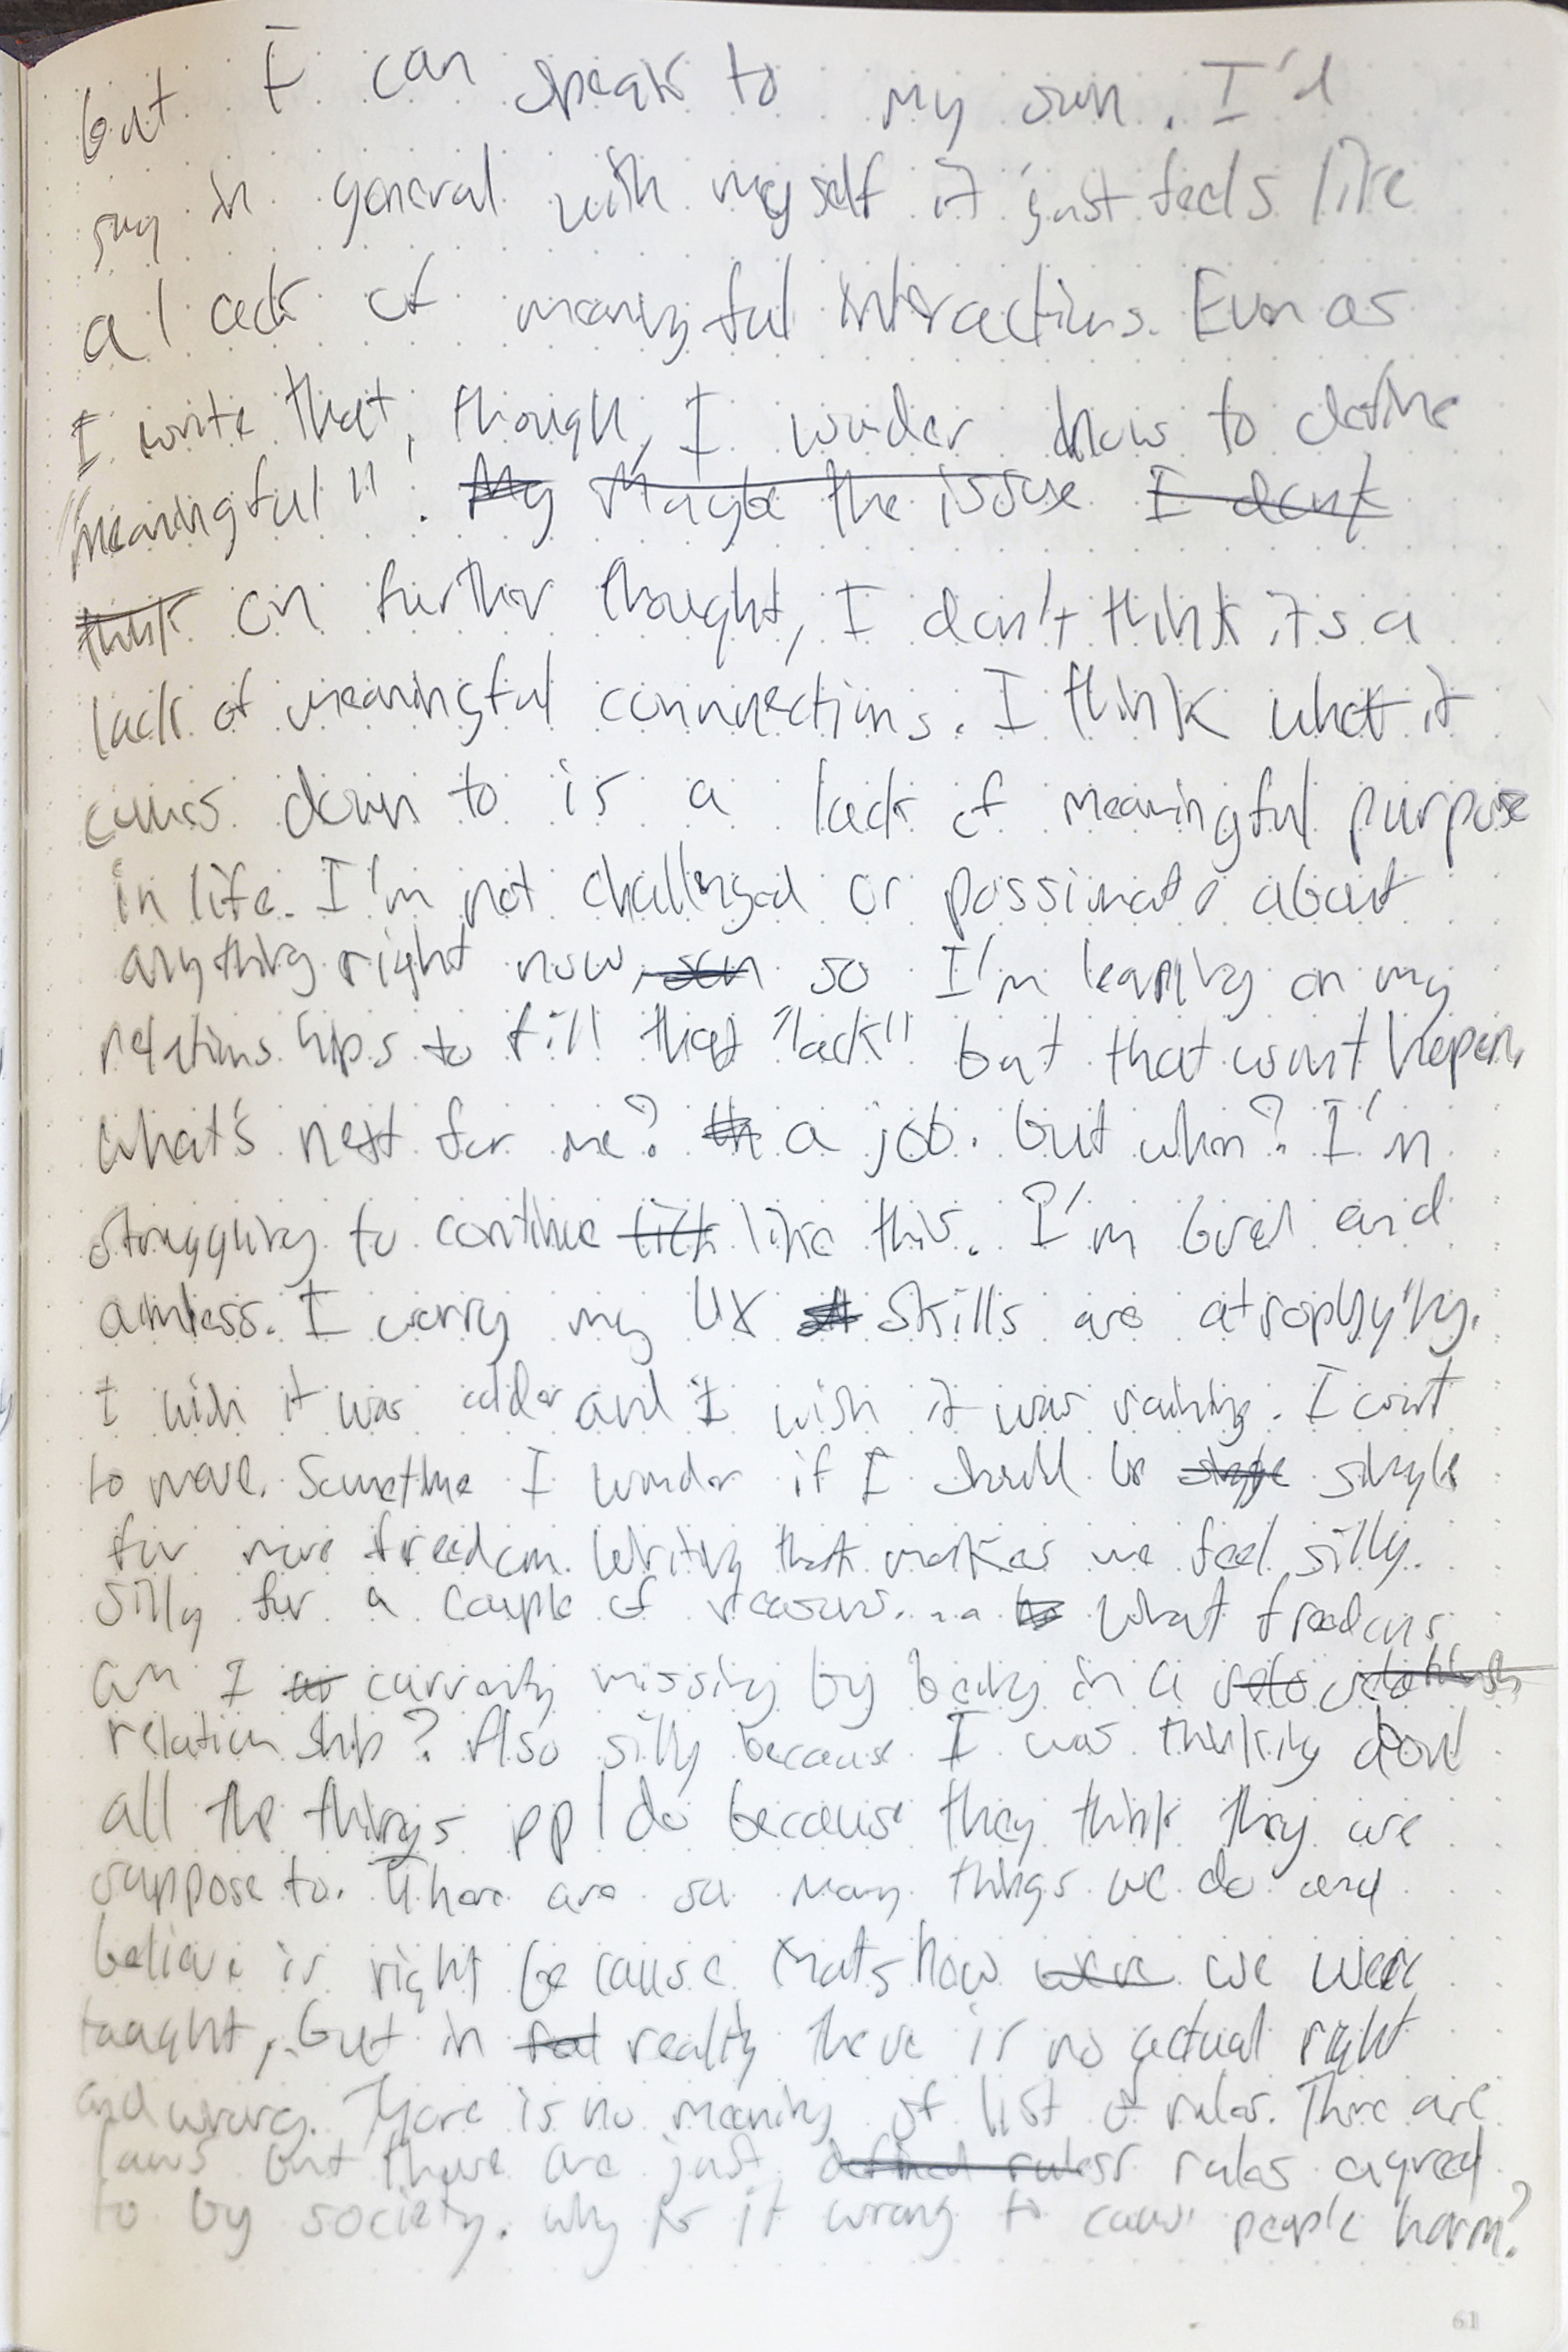 but I can speak to my own. I'd
say in general with myself it just feels like
a lack of meaningful interactions. Even as
I write that, though, I wonder how to define
"meaningful". My Maybe the issue I dont
think on further thought, I don't think its a
lack of meaningful connections. I think what it
comes down to is a lack of meaningful purpose
in life. I'm not challenged or passionate about
anything right now, so I'm leaning on my
relationships to fill that "lack" but that won't happen.
What's next for me? th a job. but when? I'm
struggling to continue lick like this. I'm bored and
aimless. I worry my UX skills are atrophying.
I wish it was colder and I wish it was raining. I want
to move. Sometime I wonder if I should be single
for more freedom. Writing that makes me feel silly.
silly for a couple of reasons... What freedoms
am I currently missing by being in a relationsh
relationship? Also silly because I was thinking about
all the things ppl do because they think they are
suppose to. There are so many things we do and
believe is right because thats how were we were
taught, but in reality there is no actual right
and wrong. There is no meaning of list of rules. There are
laws but those are just defined rules rules agreed
to by society. Why is it wrong to cause people harm?
61